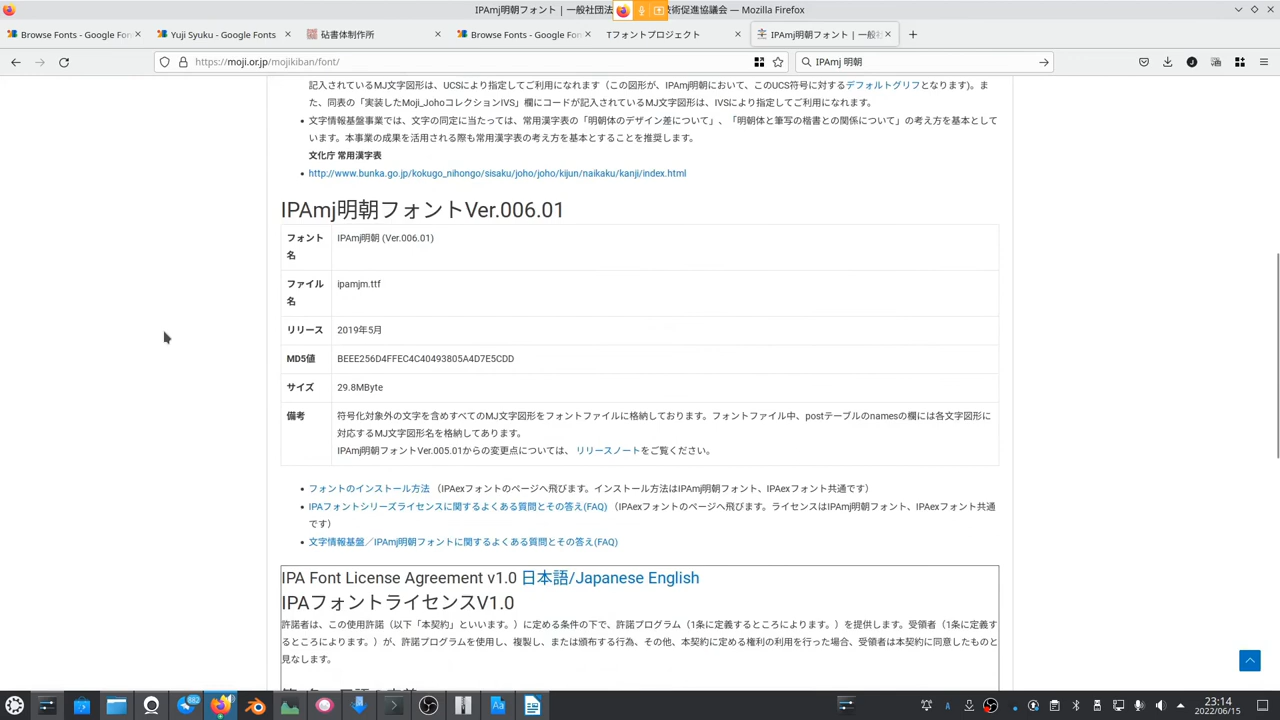 IPAmj明朝フォント | 一般社団法
技術促進協議会 — Mozilla Firefox
Browse Fonts - Google Fon
Yuji Syuku - Google Fonts
砧書体制作所
Browse Fonts - Google Fon
Tフォントプロジェクト
IPAmj明朝フォント | 一般社
https://moji.or.jp/mojikiban/font/
IPAmj 明朝
記入されているMJ文字図形は、UCSにより指定してご利用になれます（この図形が、IPAmj明朝において、このUCS符号に対するデフォルトグリフとなります)。ま
た、同表の「実装したMoji_JohoコレクションIVS」欄にコードが記入されているMJ文字図形は、IVSにより指定してご利用になれます。
文字情報基盤事業では、文字の同定に当たっては、常用漢字表の「明朝体のデザイン差について」、「明朝体と筆写の楷書との関係について」の考え方を基本として
います。本事業の成果を活用される際も常用漢字表の考え方を基本とすることを推奨します。
文化庁 常用漢字表
http://www.bunka.go.jp/kokugo_nihongo/sisaku/joho/joho/kijun/naikaku/kanji/index.html
IPAmj明朝フォントVer.006.01
フォント名 IPAmj明朝 (Ver.006.01)
ファイル名 ipamjm.ttf
リリース 2019年5月
MD5値 BEEE256D4FFEC4C40493805A4D7E5CDD
サイズ 29.8MByte
備考 符号化対象外の文字を含めすべてのMJ文字図形をフォントファイルに格納しております。フォントファイル中、postテーブルのnamesの欄には各文字図形に
対応するMJ文字図形名を格納してあります。
IPAmj明朝フォントVer.005.01からの変更点については、 リリースノートをご覧ください。
フォントのインストール方法 （IPAexフォントのページへ飛びます。インストール方法はIPAmj明朝フォント、IPAexフォント共通です）
IPAフォントシリーズライセンスに関するよくある質問とその答え(FAQ) （IPAexフォントのページへ飛びます。ライセンスはIPAmj明朝フォント、IPAexフォント共通
です）
文字情報基盤／IPAmj明朝フォントに関するよくある質問とその答え(FAQ)
IPA Font License Agreement v1.0 日本語/Japanese English
IPAフォントライセンスV1.0
許諾者は、この使用許諾（以下「本契約」といいます。）に定める条件の下で、許諾プログラム（1条に定義するところによります。）を提供します。受領者（1条に定義す
るところによります。）が、許諾プログラムを使用し、複製し、または頒布する行為、その他、本契約に定める権利の利用を行った場合、受領者は本契約に同意したものと
見なします。
23:14
2022/06/15